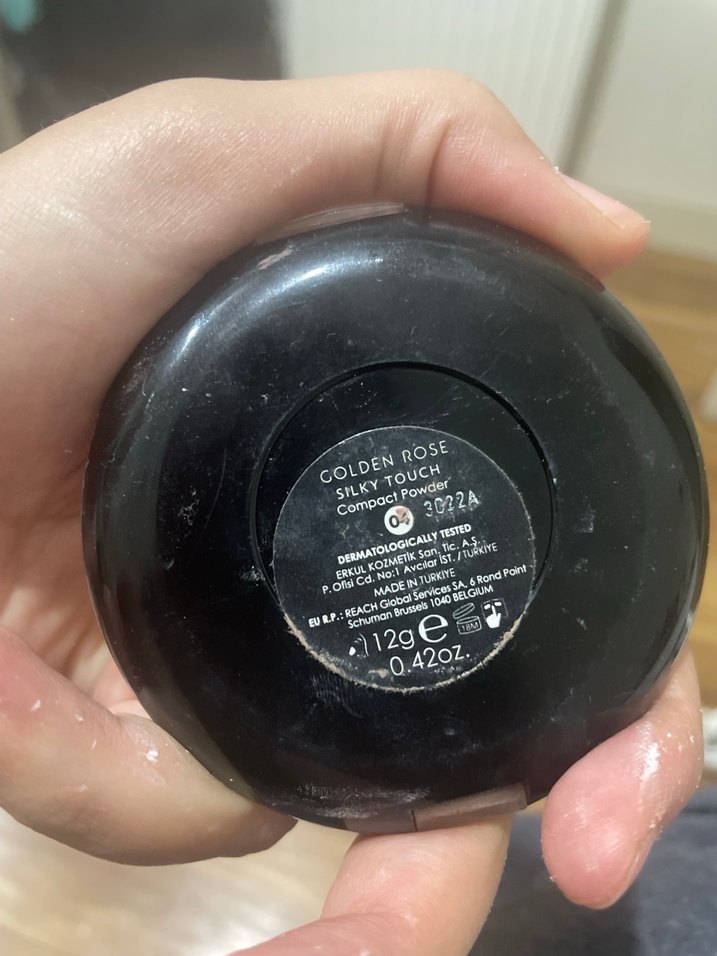 GOLDEN ROSE
SILKY TOUCH
Compact Powder
04
DERMATOLOGICALLY TESTED
ERKUL KOZMETİK San. Tic. A.Ş.
P.Ofisi Cd. No:1 Avcılar İST. / TÜRKİYE
MADE IN TURKIYE
EU R.P.: REACH Global Services SA, 6 Rond Point
Schuman Brussels 1040 BELGIUM
12g e 18M
0.42oz.